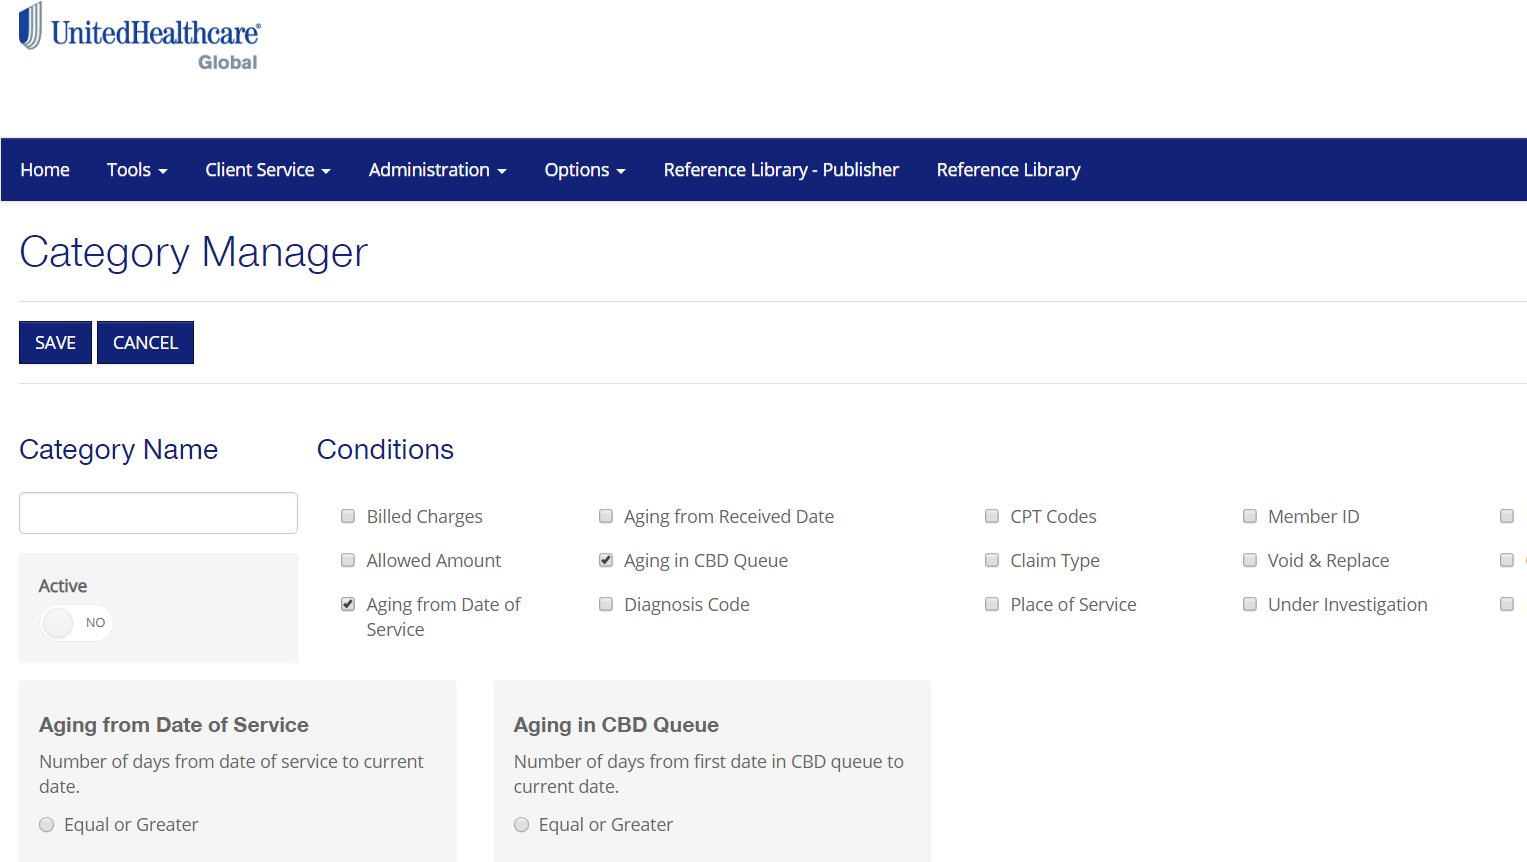 UnitedHealthcare®
Global
Home Tools Client Service Administration Options Reference Library - Publisher Reference Library
Category Manager
SAVE CANCEL
Category Name Conditions
Billed Charges Aging from Received Date CPT Codes Member ID
Allowed Amount Aging in CBD Queue Claim Type Void & Replace
Aging from Date of Diagnosis Code Place of Service Under Investigation
Service
Active
NO
Aging from Date of Service
Number of days from date of service to current
date.
Equal or Greater
Aging in CBD Queue
Number of days from first date in CBD queue to
current date.
Equal or Greater